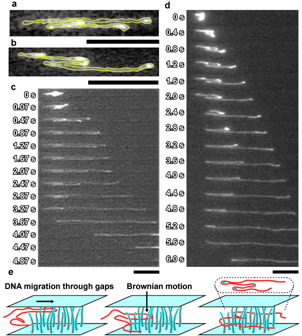 a
b
c
0 s
0.07 s
0.47 s
0.87 s
1.27 s
1.67 s
2.07 s
2.47 s
2.87 s
3.27 s
3.67 s
4.07 s
4.87 s
d
0 s
0.4 s
0.8 s
1.2 s
1.6 s
2.0 s
2.4 s
2.8 s
3.2 s
3.6 s
4.0 s
4.4 s
4.8 s
5.2 s
5.6 s
6.0 s
e
DNA migration through gaps
Brownian motion